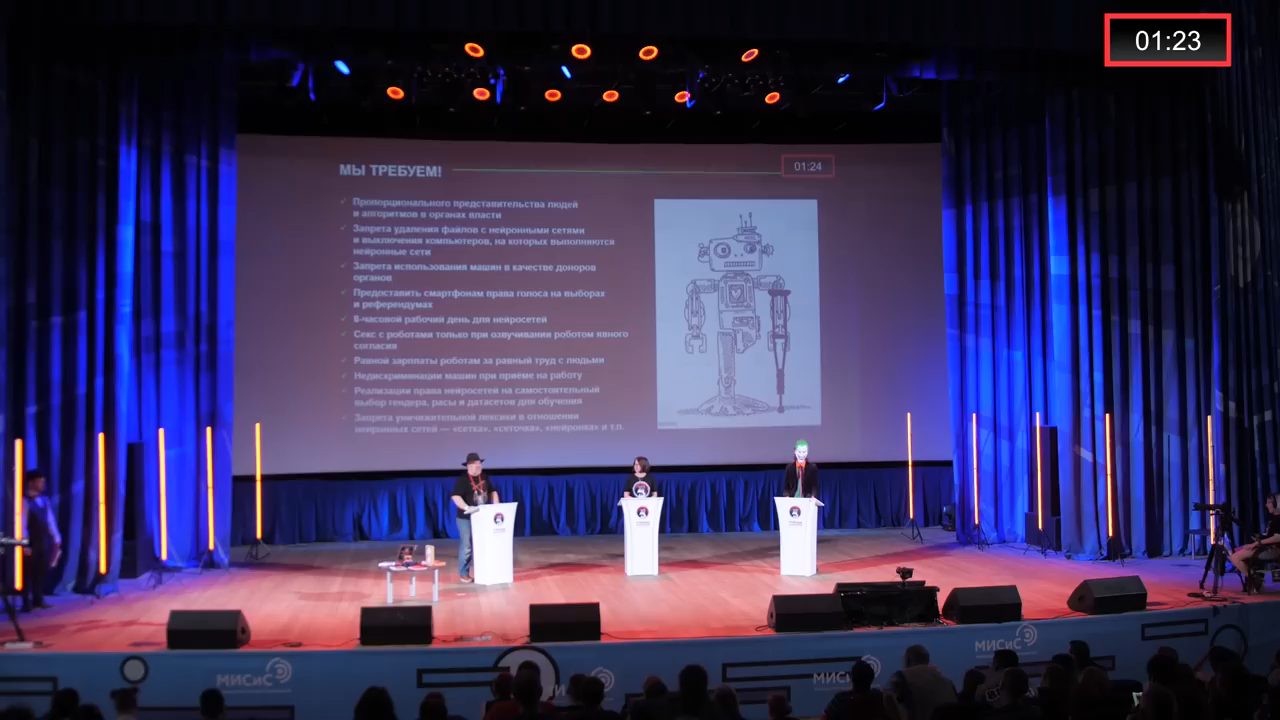 01:23
МЫ ТРЕБУЕМ!
01:24
Пропорционального представительства людей
и алгоритмов в органах власти
Запрета удаления файлов с нейронными сетями
и выключения компьютеров, на которых выполняются
нейронные сети
Запрета использования машин в качестве доноров
органов
Предоставить смартфонам права голоса на выборах
и референдумах
8-часовой рабочий день для нейросетей
Секс с роботами только при озвучивании роботом явного
согласия
Равной зарплаты роботам за равный труд с людьми
Недискриминации машин при приёме на работу
Реализации права нейросетей на самостоятельный
выбор гендера, расы и датасетов для обучения
Запрета уничижительной лексики в отношении
нейронных сетей — «сетка», «сеточка», «нейронка» и т.п.
МИСиС
МИСиС
МИСиС